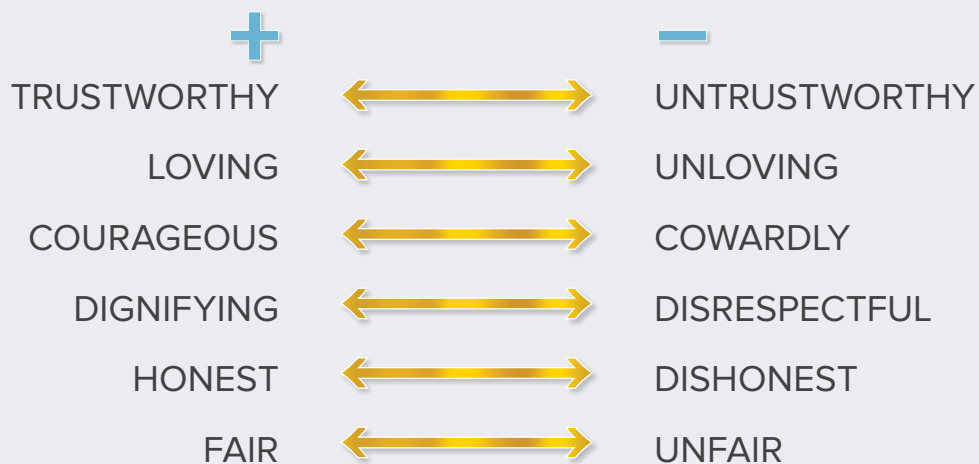 + −
TRUSTWORTHY UNTRUSTWORTHY
LOVING UNLOVING
COURAGEOUS COWARDLY
DIGNIFYING DISRESPECTFUL
HONEST DISHONEST
FAIR UNFAIR